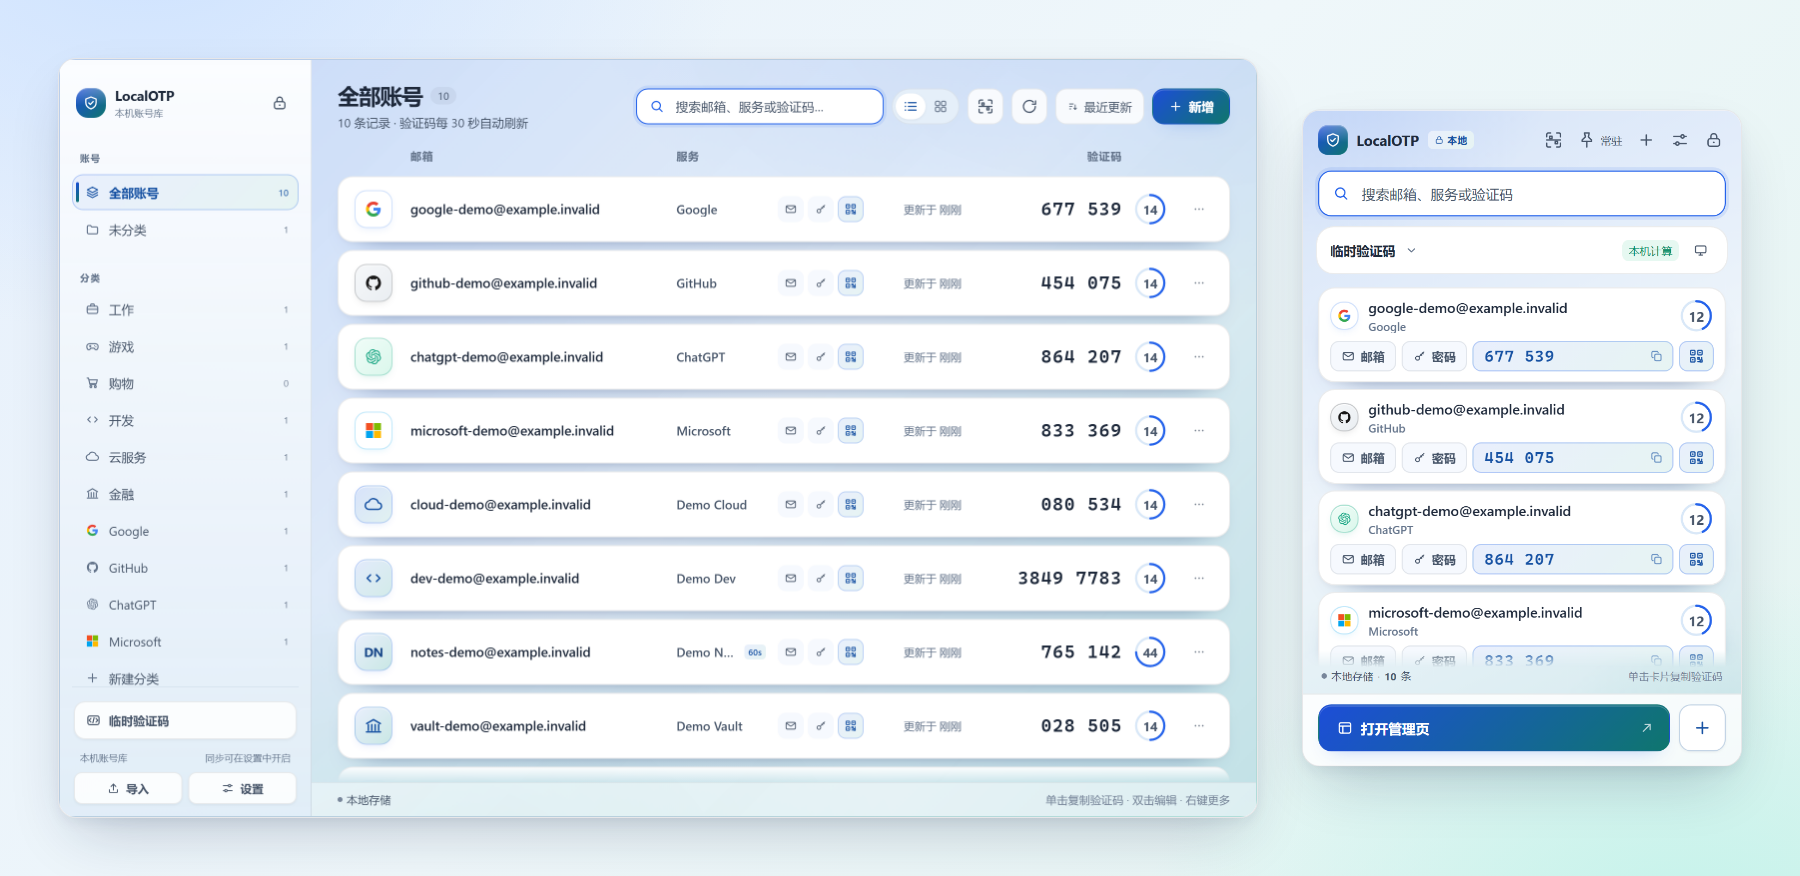 LocalOTP
本机账号库
账号
全部账号 10
未分类 1
分类
工作 1
游戏 1
购物 0
开发 1
云服务 1
金融 1
Google 1
GitHub 1
ChatGPT 1
Microsoft 1
新建分类
临时验证码
本机账号库 同步可在设置中开启
导入 设置
全部账号 10
10 条记录 · 验证码每 30 秒自动刷新
搜索邮箱、服务或验证码...
最近更新
+ 新增
邮箱 服务 验证码
google-demo@example.invalid Google 更新于 刚刚 677 539 14 ···
github-demo@example.invalid GitHub 更新于 刚刚 454 075 14 ···
chatgpt-demo@example.invalid ChatGPT 更新于 刚刚 864 207 14 ···
microsoft-demo@example.invalid Microsoft 更新于 刚刚 833 369 14 ···
cloud-demo@example.invalid Demo Cloud 更新于 刚刚 080 534 14 ···
dev-demo@example.invalid Demo Dev 更新于 刚刚 3849 7783 14 ···
DN notes-demo@example.invalid Demo N... 60s 更新于 刚刚 765 142 44 ···
vault-demo@example.invalid Demo Vault 更新于 刚刚 028 505 14 ···
本地存储
单击复制验证码 · 双击编辑 · 右键更多
LocalOTP 本地 常驻
搜索邮箱、服务或验证码
临时验证码 本机计算
google-demo@example.invalid 12
Google
邮箱 密码 677 539
github-demo@example.invalid 12
GitHub
邮箱 密码 454 075
chatgpt-demo@example.invalid 12
ChatGPT
邮箱 密码 864 207
microsoft-demo@example.invalid 12
Microsoft
邮箱 密码 833 369
本地存储 · 10 条 单击卡片复制验证码
打开管理页